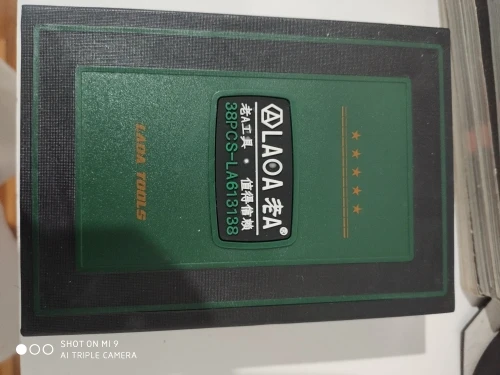 LAOA 老A®
老A工具 · 值得信赖
38PCS-LA613138
LAOA TOOLS
SHOT ON MI 9
AI TRIPLE CAMERA